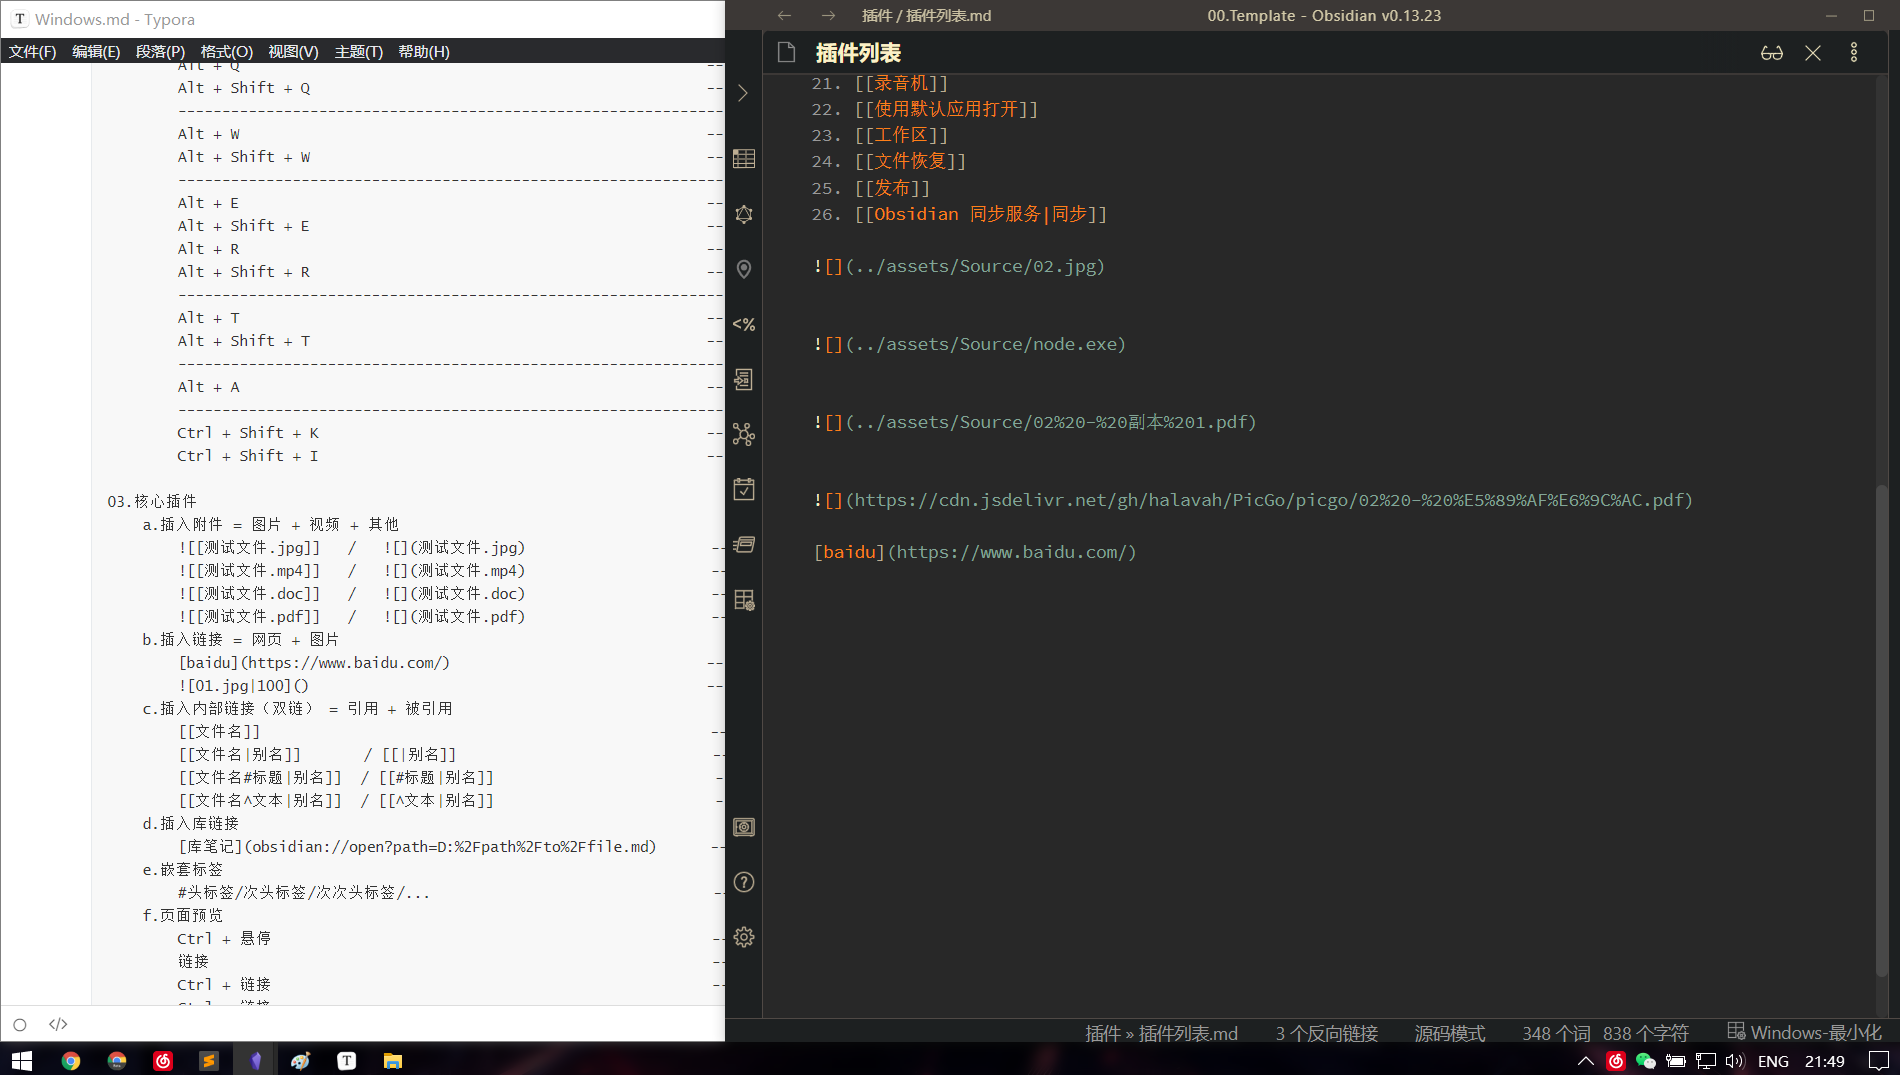 T Windows.md - Typora
文件(F) 编辑(E) 段落(P) 格式(O) 视图(V) 主题(T) 帮助(H)
Alt + Q --
Alt + Shift + Q --
Alt + W --
Alt + Shift + W --
Alt + E --
Alt + Shift + E --
Alt + R --
Alt + Shift + R --
Alt + T --
Alt + Shift + T --
Alt + A --
Ctrl + Shift + K --
Ctrl + Shift + I --
03.核心插件
a.插入附件 = 图片 + 视频 + 其他
![[测试文件.jpg]] / ![](测试文件.jpg) --
![[测试文件.mp4]] / ![](测试文件.mp4) --
![[测试文件.doc]] / ![](测试文件.doc) --
![[测试文件.pdf]] / ![](测试文件.pdf) --
b.插入链接 = 网页 + 图片
[baidu](https://www.baidu.com/) --
![01.jpg|100]() --
c.插入内部链接（双链） = 引用 + 被引用
[[文件名]] --
[[文件名|别名]] / [[|别名]] --
[[文件名#标题|别名]] / [[#标题|别名]] -
[[文件名^文本|别名]] / [[^文本|别名]] -
d.插入库链接
[库笔记](obsidian://open?path=D:%2Fpath%2Fto%2Ffile.md) --
e.嵌套标签
#头标签/次头标签/次次头标签/... --
f.页面预览
Ctrl + 悬停 --
链接 --
Ctrl + 链接 --
</>
插件 / 插件列表.md
00.Template - Obsidian v0.13.23
插件列表
21. [[录音机]]
22. [[使用默认应用打开]]
23. [[工作区]]
24. [[文件恢复]]
25. [[发布]]
26. [[Obsidian 同步服务|同步]]
![](../assets/Source/02.jpg)
![](../assets/Source/node.exe)
![](../assets/Source/02%20-%20副本%201.pdf)
![](https://cdn.jsdelivr.net/gh/halavah/PicGo/picgo/02%20-%20%E5%89%AF%E6%9C%AC.pdf)
[baidu](https://www.baidu.com/)
<%
插件 » 插件列表.md 3 个反向链接 源码模式 348 个词 838 个字符 Windows-最小化
T
ENG 21:49